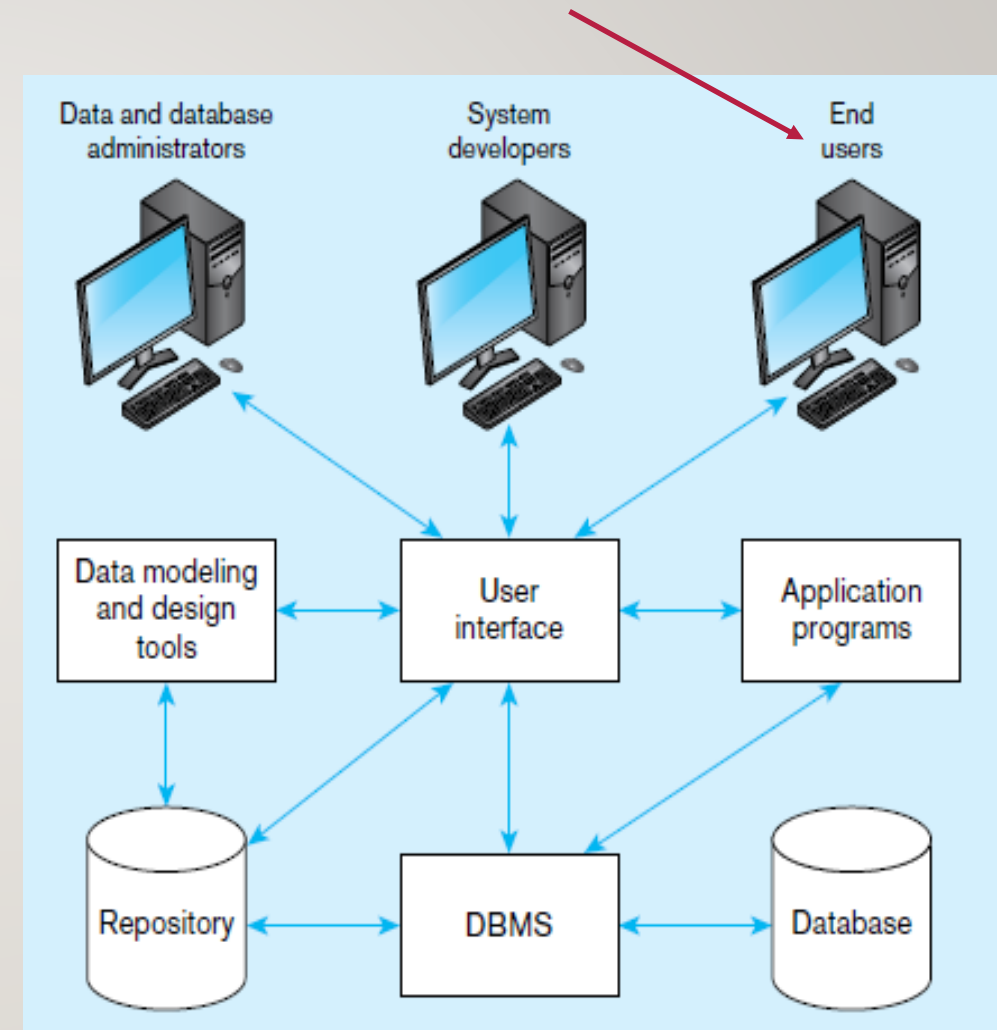 Data and database
administrators
System
developers
End
users
Data modeling
and design
tools
User
interface
Application
programs
Repository
DBMS
Database